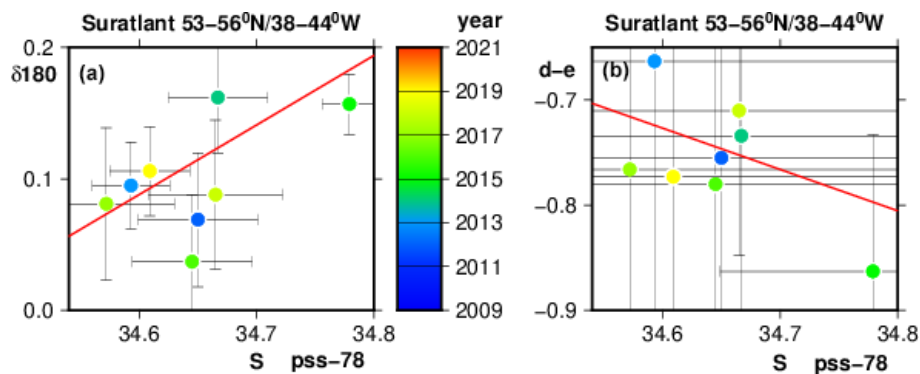 Suratlant 53–56⁰N/38–44⁰W
year
Suratlant 53–56⁰N/38–44⁰W
0.2
δ180
(a)
0.1
0.0
34.6
34.7
34.8
S pss–78
2021
2019
2017
2015
2013
2011
2009
d–e
(b)
−0.7
−0.8
−0.9
34.6
34.7
34.8
S pss–78